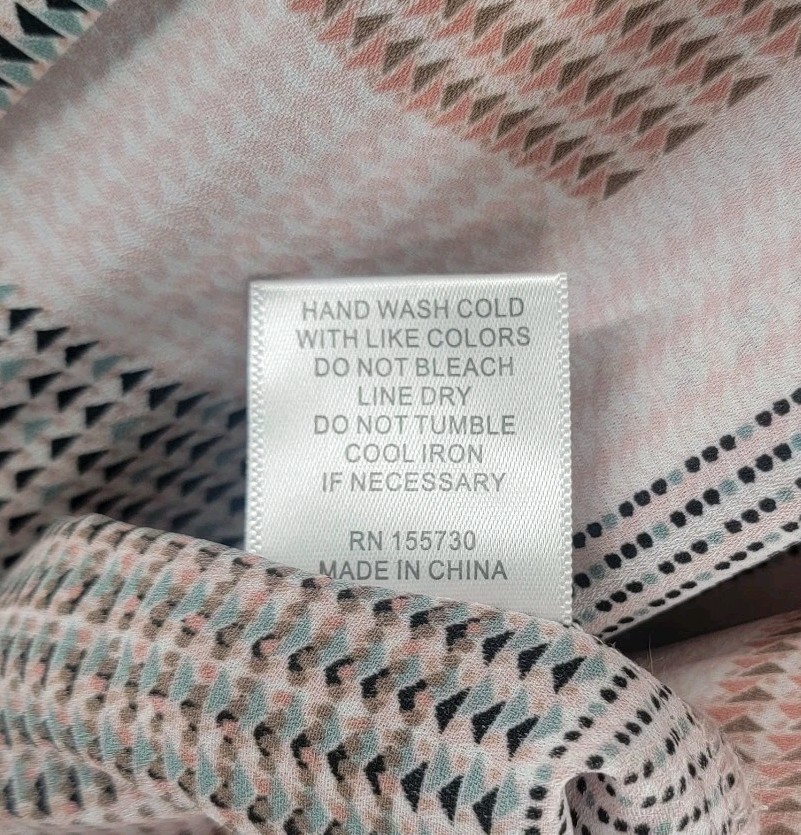 HAND WASH COLD
WITH LIKE COLORS
DO NOT BLEACH
LINE DRY
DO NOT TUMBLE
COOL IRON
IF NECESSARY
RN 155730
MADE IN CHINA